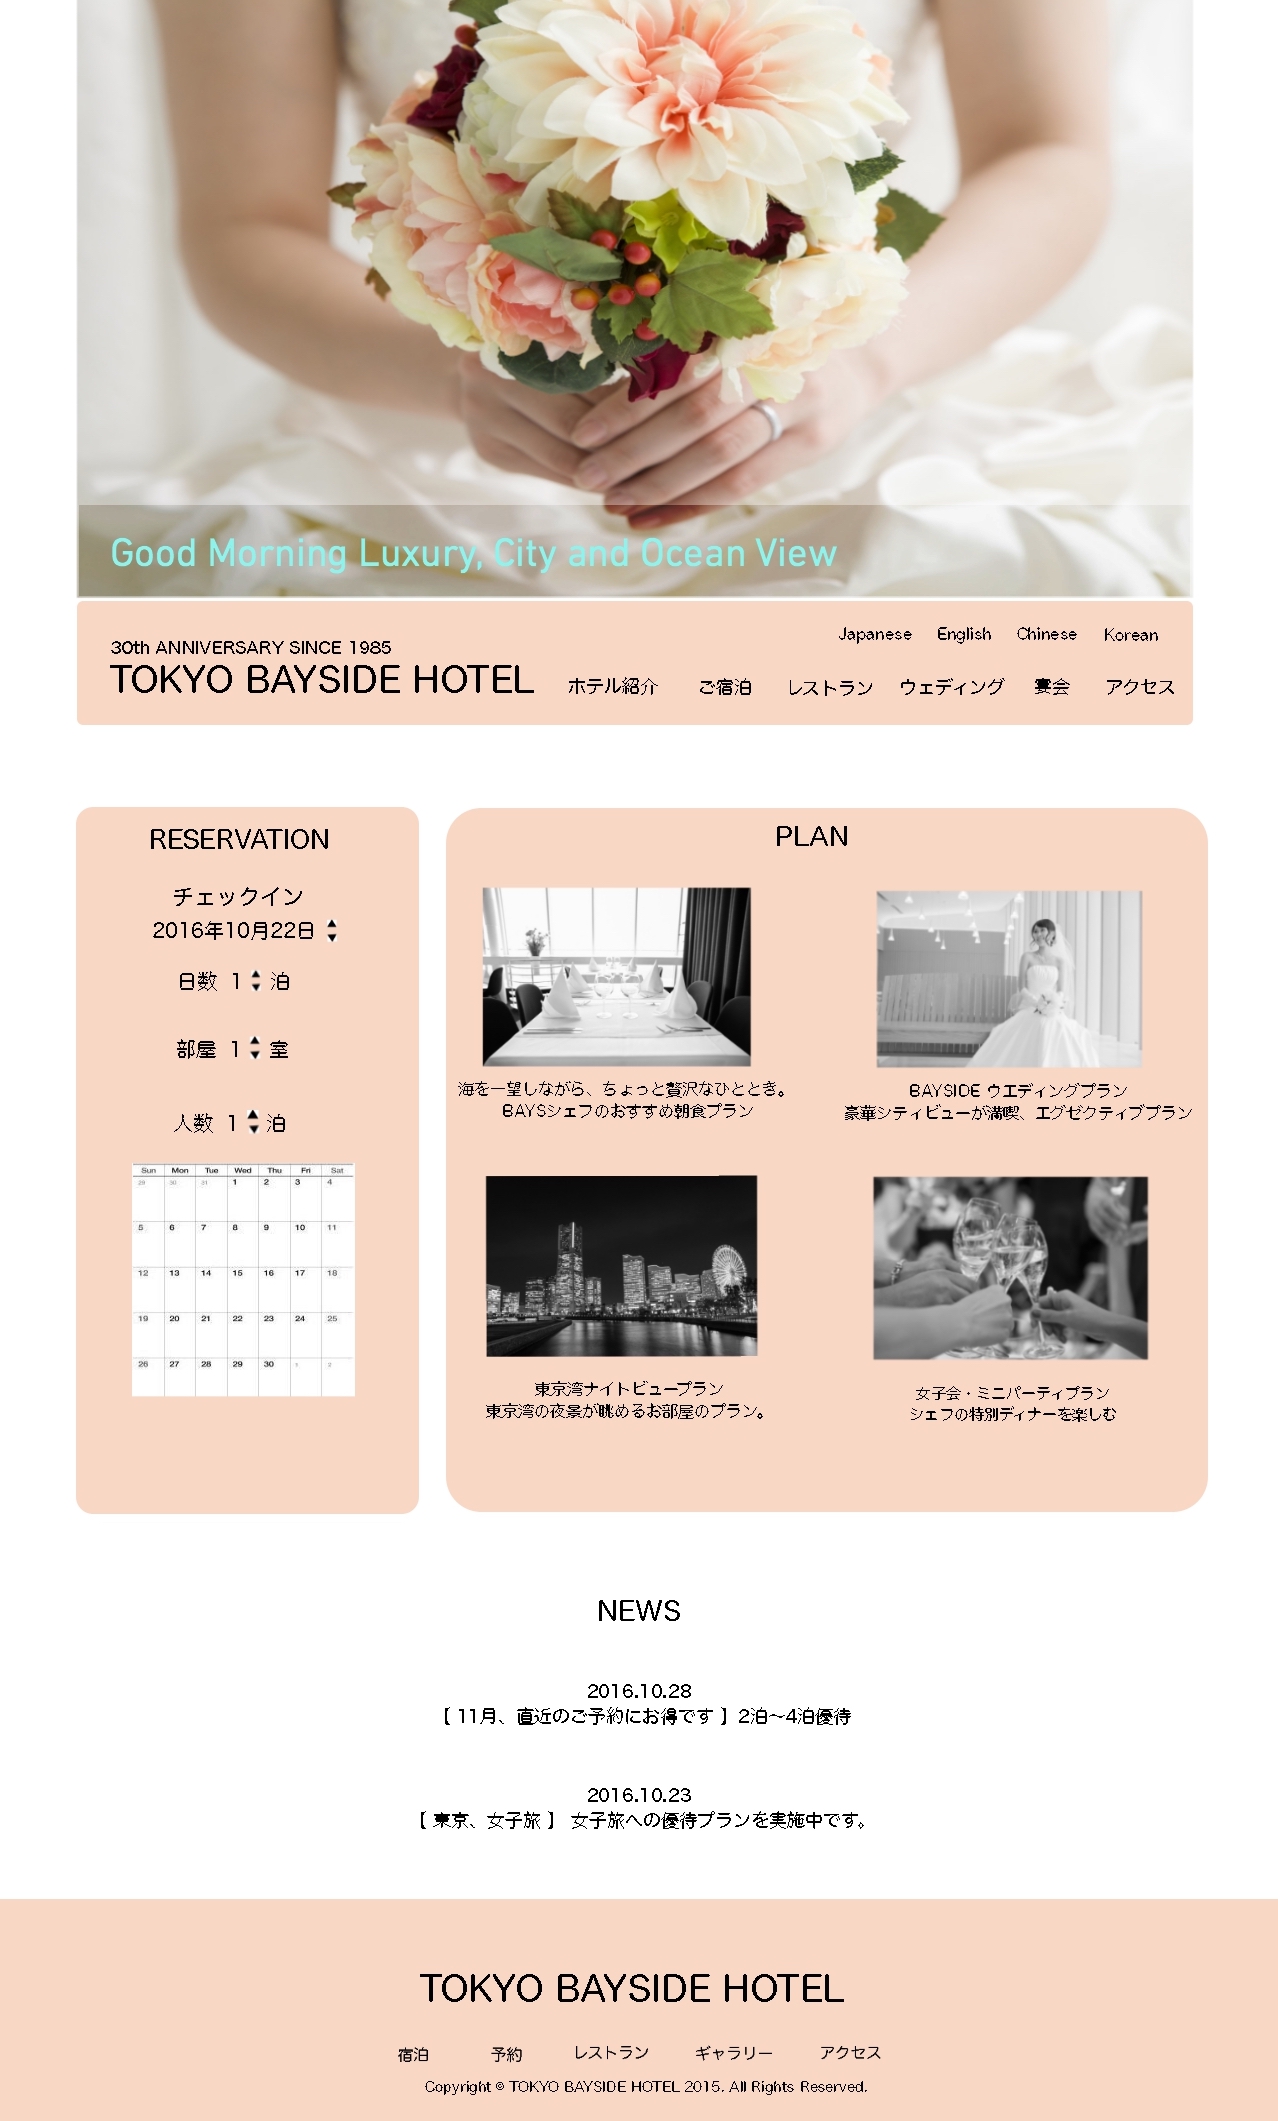 Good Morning Luxury, City and Ocean View
Japanese English Chinese Korean
30th ANNIVERSARY SINCE 1985
TOKYO BAYSIDE HOTEL
ホテル紹介 ご宿泊 レストラン ウェディング 宴会 アクセス
RESERVATION
チェックイン
2016年10月22日
日数 1 泊
部屋 1 室
人数 1 泊
Sun Mon Tue Wed Thu Fri Sat
29 30 31 1 2 3 4
5 6 7 8 9 10 11
12 13 14 15 16 17 18
19 20 21 22 23 24 25
26 27 28 29 30 1 2
PLAN
海を一望しながら、ちょっと贅沢なひととき。
BAYSシェフのおすすめ朝食プラン
BAYSIDE ウエディングプラン
豪華シティビューが満喫、エグゼクティブプラン
東京湾ナイトビュープラン
東京湾の夜景が眺めるお部屋のプラン。
女子会・ミニパーティプラン
シェフの特別ディナーを楽しむ
NEWS
2016.10.28
【 11月、直近のご予約にお得です 】2泊〜4泊優待
2016.10.23
【 東京、女子旅 】 女子旅への優待プランを実施中です。
TOKYO BAYSIDE HOTEL
宿泊 予約 レストラン ギャラリー アクセス
Copyright © TOKYO BAYSIDE HOTEL 2015. All Rights Reserved.